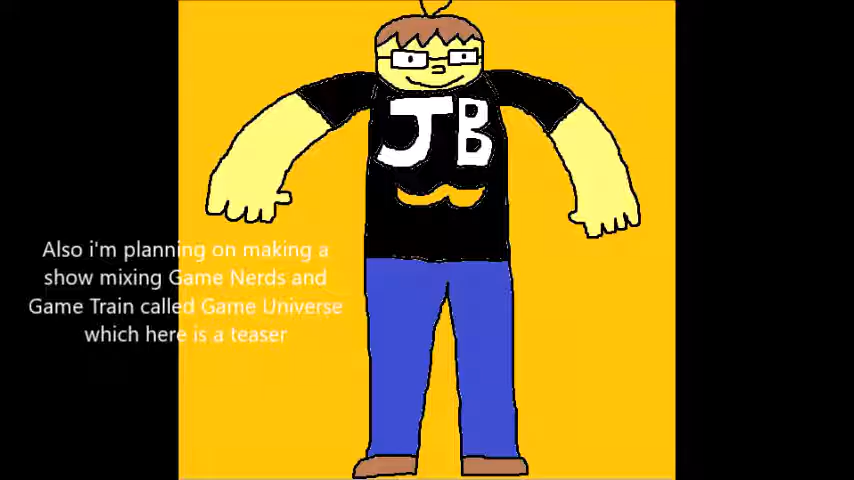 JB
Also i'm planning on making a
show mixing Game Nerds and
Game Train called Game Universe
which here is a teaser